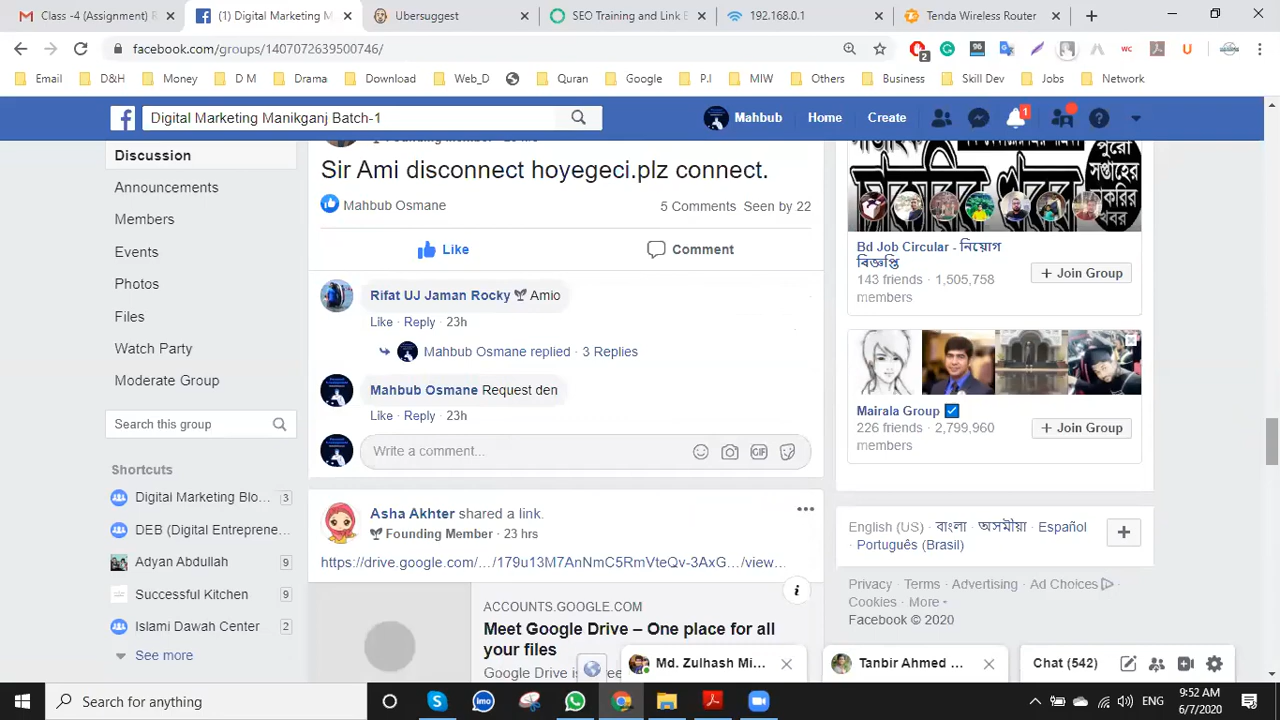 Class -4 (Assignment) R
(1) Digital Marketing M
Ubersuggest
SEO Training and Link E
192.168.0.1
Tenda Wireless Router
facebook.com/groups/1407072639500746/
Email
D&H
Money
D M
Drama
Download
Web_D
Quran
Google
P.I
MIW
Others
Business
Skill Dev
Jobs
Network
Digital Marketing Manikganj Batch-1
Mahbub
Home
Create
1
Discussion
Announcements
Members
Events
Photos
Files
Watch Party
Moderate Group
Search this group
Shortcuts
Digital Marketing Blo... 3
DEB (Digital Entreprene...
Adyan Abdullah 9
Successful Kitchen 9
Islami Dawah Center 2
See more
Sir Ami disconnect hoyegeci.plz connect.
Mahbub Osmane
5 Comments Seen by 22
Like
Comment
Rifat UJ Jaman Rocky Amio
Like · Reply · 23h
Mahbub Osmane replied · 3 Replies
Mahbub Osmane Request den
Like · Reply · 23h
Write a comment...
GIF
Asha Akhter shared a link.
Founding Member · 23 hrs
https://drive.google.com/.../179u13M7AnNmC5RmVteQv-3AxG.../view...
ACCOUNTS.GOOGLE.COM
Meet Google Drive – One place for all
your files
চাকরির খবর
পুরো
সপ্তাহের
চাকরির
খবর
Bd Job Circular - নিয়োগ
বিজ্ঞপ্তি
143 friends · 1,505,758
members
+ Join Group
Mairala Group
226 friends · 2,799,960
members
+ Join Group
English (US) · বাংলা · অসমীয়া · Español
· Português (Brasil)
Privacy · Terms · Advertising · Ad Choices ·
Cookies · More
Facebook © 2020
Md. Zulhash Mi...
Tanbir Ahmed ...
Chat (542)
Search for anything
ENG
9:52 AM
6/7/2020